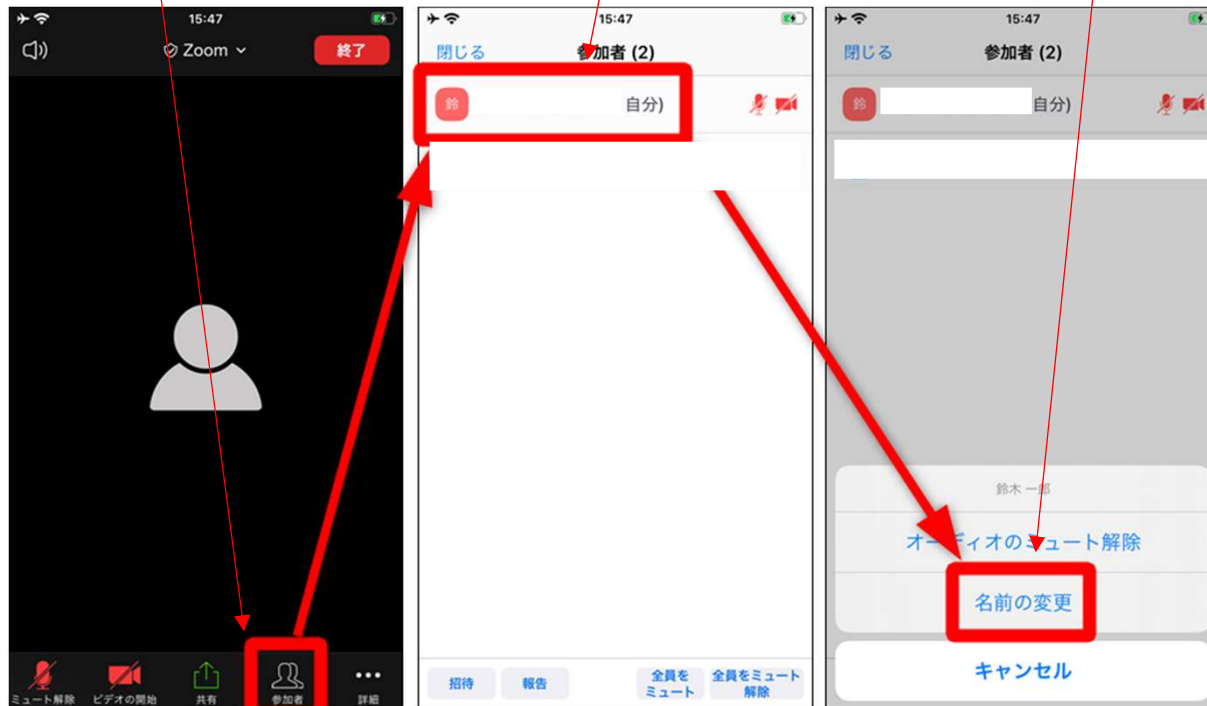 15:47
Zoom
終了
ミュート解除
ビデオの開始
共有
参加者
詳細
15:47
閉じる
参加者 (2)
鈴
自分)
招待
報告
全員を
ミュート
全員をミュート
解除
15:47
閉じる
参加者 (2)
鈴
自分)
鈴木 一郎
オーディオのミュート解除
名前の変更
キャンセル